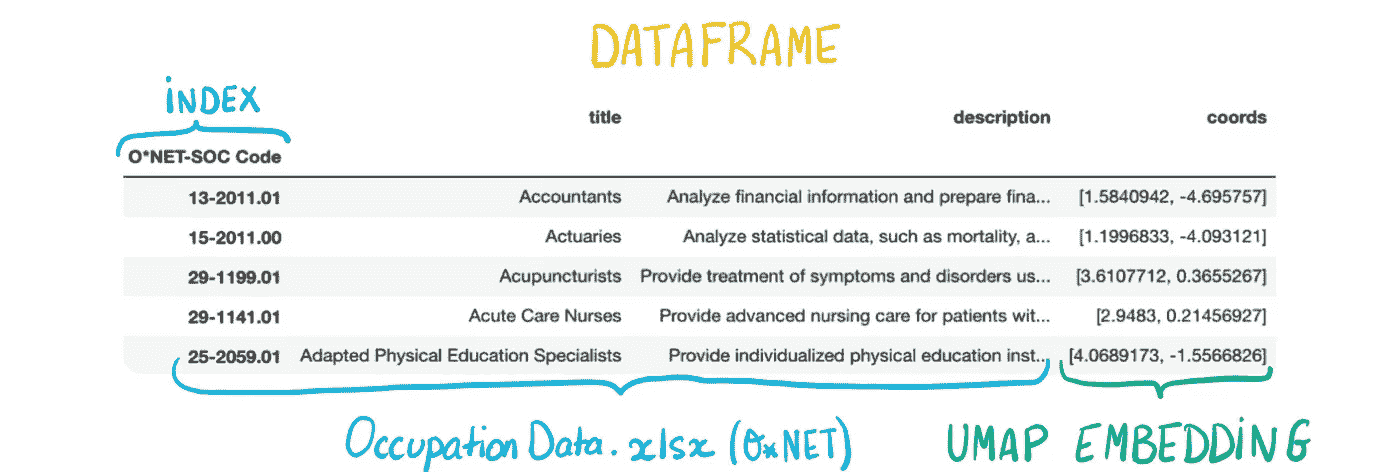 DATAFRAME
INDEX
title description coords
O*NET-SOC Code
13-2011.01 Accountants Analyze financial information and prepare fina... [1.5840942, -4.695757]
15-2011.00 Actuaries Analyze statistical data, such as mortality, a... [1.1996833, -4.093121]
29-1199.01 Acupuncturists Provide treatment of symptoms and disorders us... [3.6107712, 0.3655267]
29-1141.01 Acute Care Nurses Provide advanced nursing care for patients wit... [2.9483, 0.21456927]
25-2059.01 Adapted Physical Education Specialists Provide individualized physical education inst... [4.0689173, -1.5566826]
Occupation Data.xlsx (O*NET) UMAP EMBEDDING